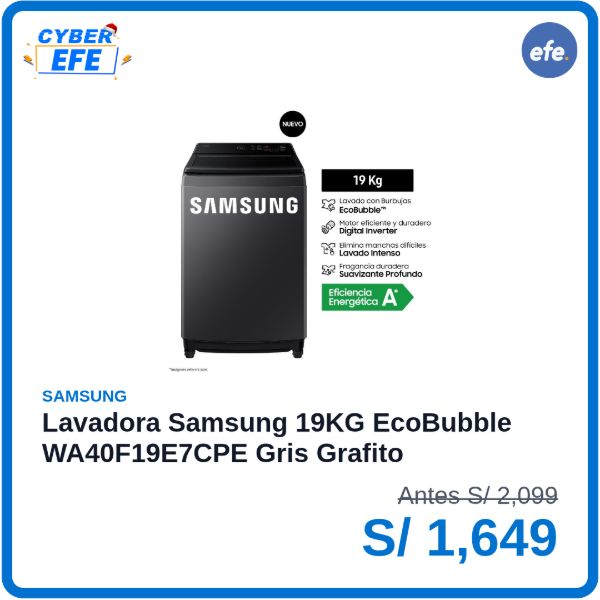 CYBER
EFE
efe.
NUEVO
SAMSUNG
19 Kg
Lavado con Burbujas
EcoBubble™
Motor eficiente y duradero
Digital Inverter
Elimina manchas difíciles
Lavado Intenso
Fragancia duradera
Suavizante Profundo
Eficiencia
Energética A*
*Imágenes referenciales.
SAMSUNG
Lavadora Samsung 19KG EcoBubble
WA40F19E7CPE Gris Grafito
Antes S/ 2,099
S/ 1,649